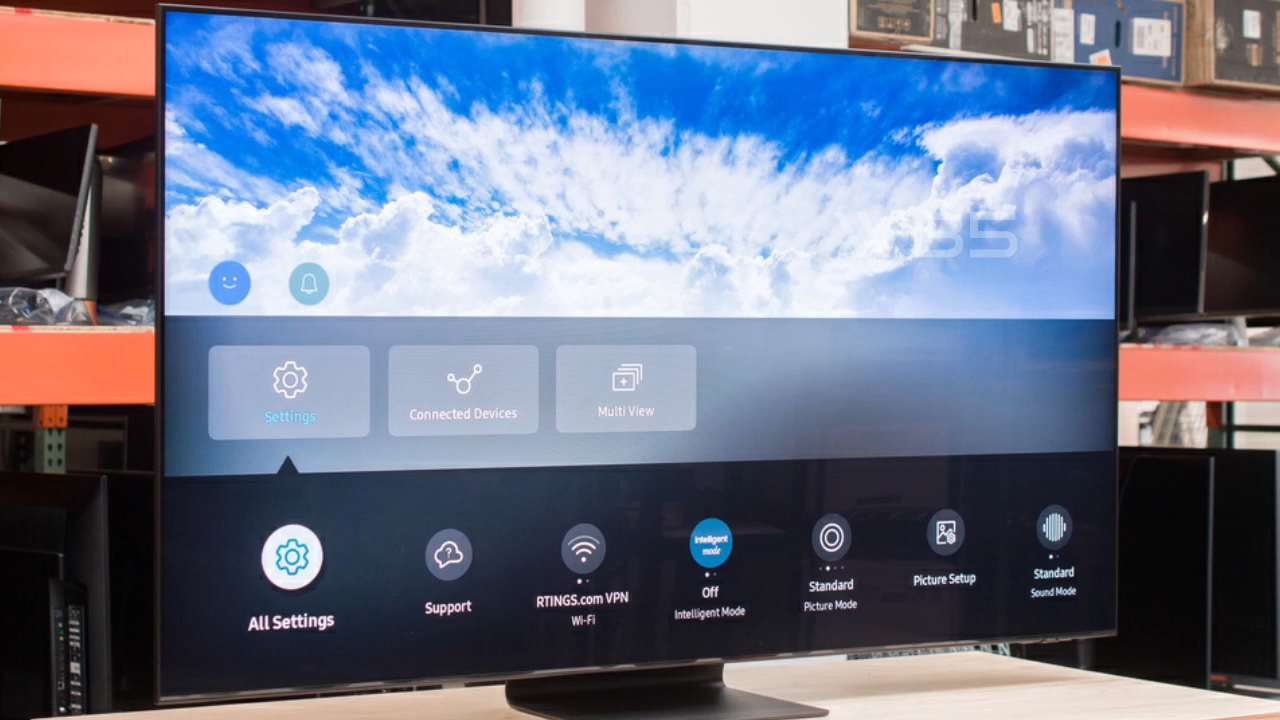 Settings
Connected Devices
Multi View
All Settings
Support
RTINGS.com VPN
Wi-Fi
intelligent
mode
Off
Intelligent Mode
Standard
Picture Mode
Picture Setup
Standard
Sound Mode